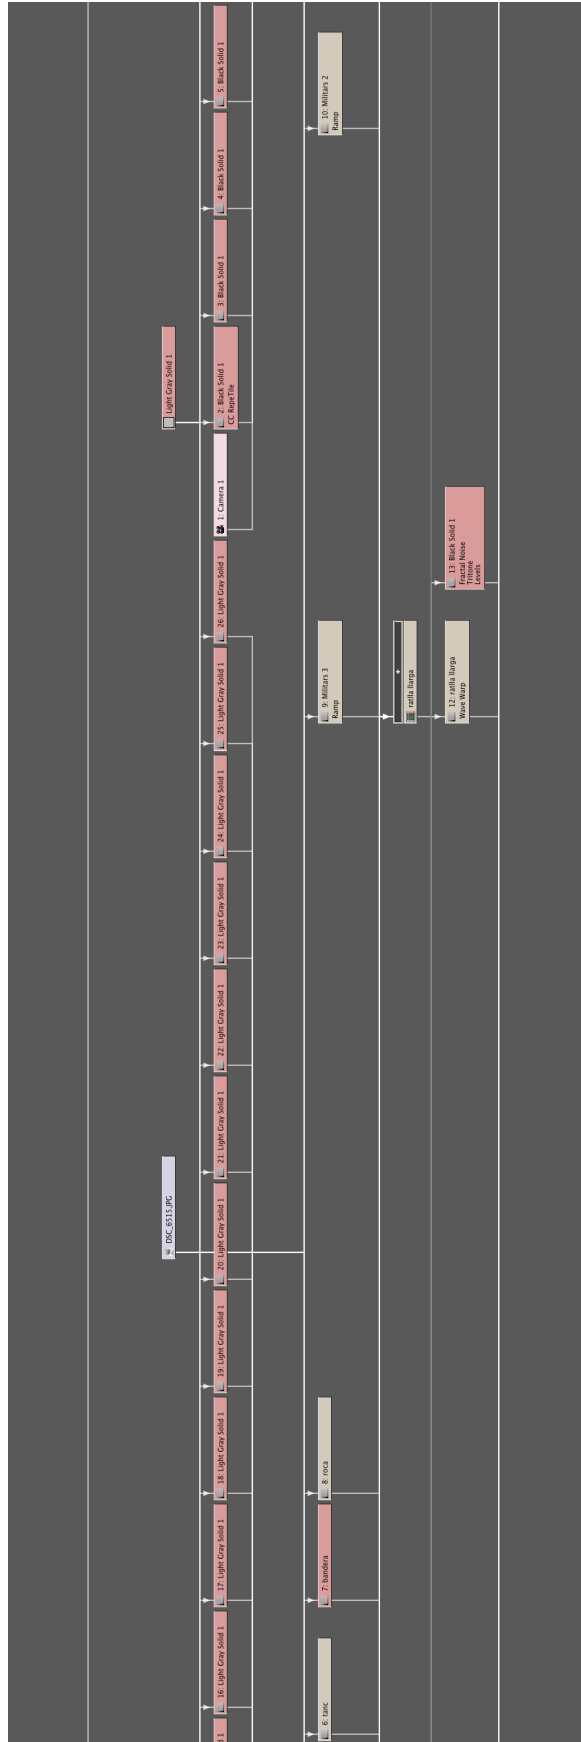 5: Black Solid 1
4: Black Solid 1
3: Black Solid 1
Light Gray Solid 1
2: Black Solid 1
CC RepeTile
1: Camera 1
26: Light Gray Solid 1
25: Light Gray Solid 1
24: Light Gray Solid 1
23: Light Gray Solid 1
22: Light Gray Solid 1
21: Light Gray Solid 1
DSC_6515.JPG
20: Light Gray Solid 1
19: Light Gray Solid 1
18: Light Gray Solid 1
17: Light Gray Solid 1
16: Light Gray Solid 1
10: Militars 2
Ramp
9: Militars 3
Ramp
8: roca
7: bandera
6: tanc
ratlla llarga
13: Black Solid 1
Fractal Noise
Tritone
Levels
12: ratlla llarga
Wave Warp